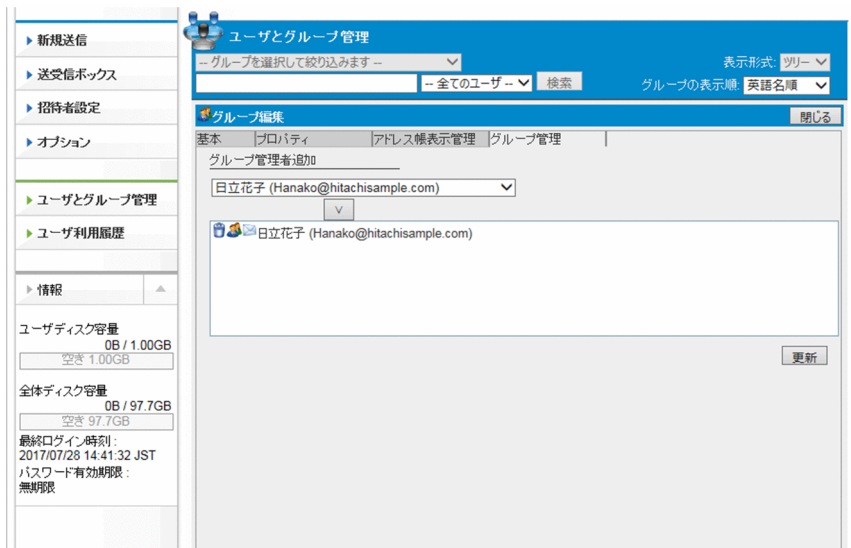 新規送信
送受信ボックス
招待者設定
オプション
ユーザとグループ管理
ユーザ利用履歴
情報
ユーザディスク容量
0B / 1.00GB
空き 1.00GB
全体ディスク容量
0B / 97.7GB
空き 97.7GB
最終ログイン時刻 :
2017/07/28 14:41:32 JST
パスワード有効期限 :
無期限
ユーザとグループ管理
-- グループを選択して絞り込みます -- 表示形式: ツリー
-- 全てのユーザ -- 検索 グループの表示順: 英語名順
グループ編集 閉じる
基本 プロパティ アドレス帳表示管理 グループ管理
グループ管理者追加
日立花子 (Hanako@hitachisample.com)
∨
日立花子 (Hanako@hitachisample.com)
更新